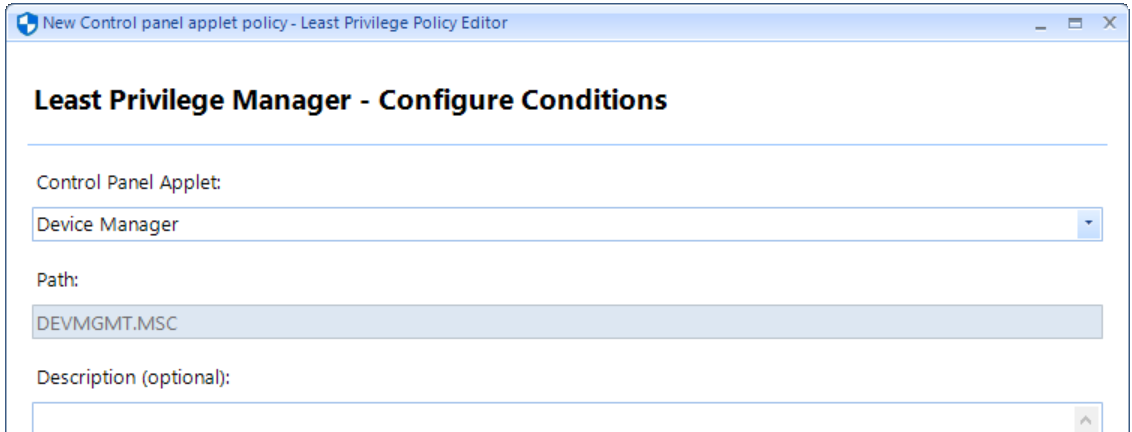 New Control panel applet policy - Least Privilege Policy Editor
Least Privilege Manager - Configure Conditions
Control Panel Applet:
Device Manager
Path:
DEVMGMT.MSC
Description (optional):